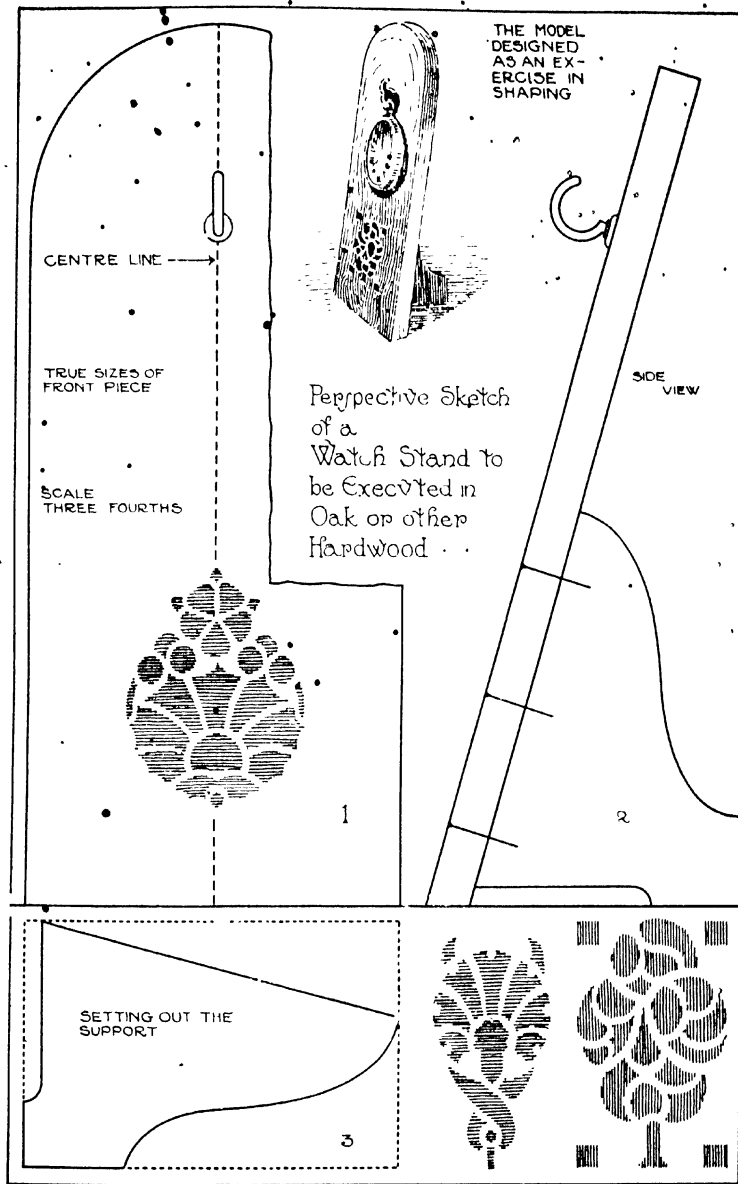 THE MODEL
DESIGNED
AS AN EX-
ERCISE IN
SHAPING
CENTRE LINE
TRUE SIZES OF
FRONT PIECE
SCALE
THREE FOURTHS
Perspective Sketch
of a
Watch Stand to
be Executed in
Oak or other
Hardwood . .
SIDE
VIEW
1
2
SETTING OUT THE
SUPPORT
3